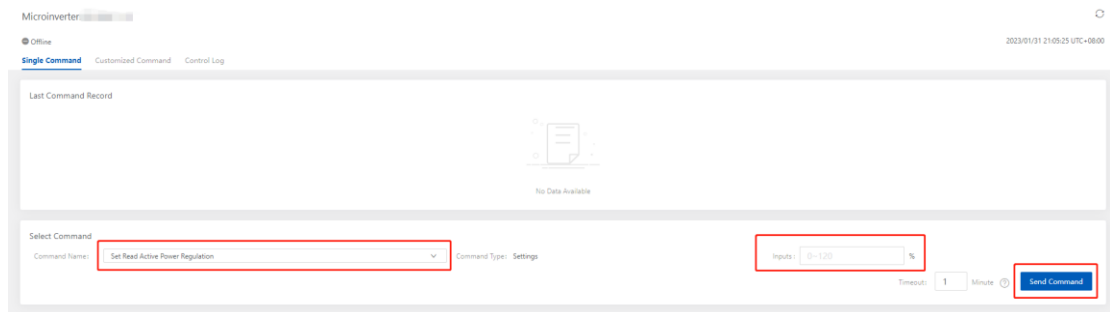 Microinverter
Offline
2023/01/31 21:05:25 UTC+08:00
Single Command Customized Command Control Log
Last Command Record
No Data Available
Select Command
Command Name: Set Read Active Power Regulation Command Type: Settings Inputs: 0~120 %
Timeout: 1 Minute ? Send Command